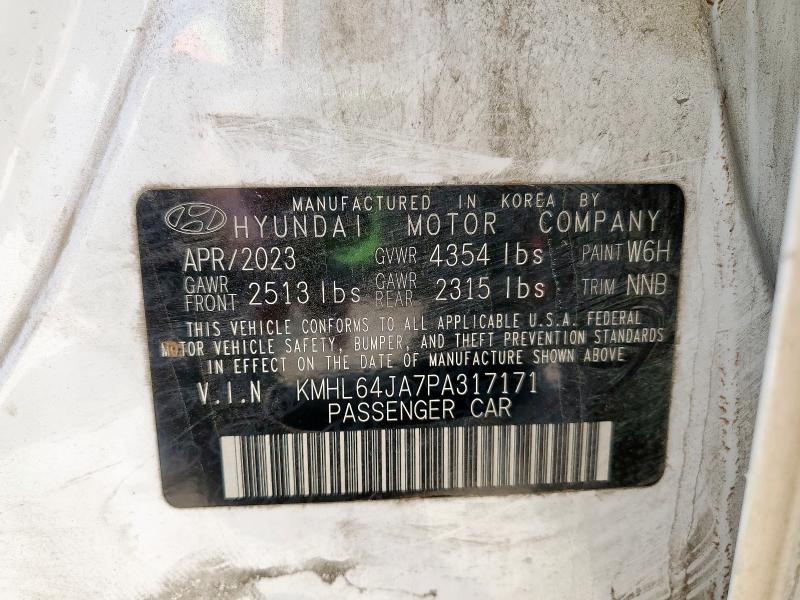 MANUFACTURED IN KOREA BY
HYUNDAI MOTOR COMPANY
APR/2023 GVWR 4354 lbs PAINT W6H
GAWR FRONT 2513 lbs GAWR REAR 2315 lbs TRIM NNB
THIS VEHICLE CONFORMS TO ALL APPLICABLE U.S.A. FEDERAL
MOTOR VEHICLE SAFETY, BUMPER, AND THEFT PREVENTION STANDARDS
IN EFFECT ON THE DATE OF MANUFACTURE SHOWN ABOVE
V.I.N KMHL64JA7PA317171
PASSENGER CAR